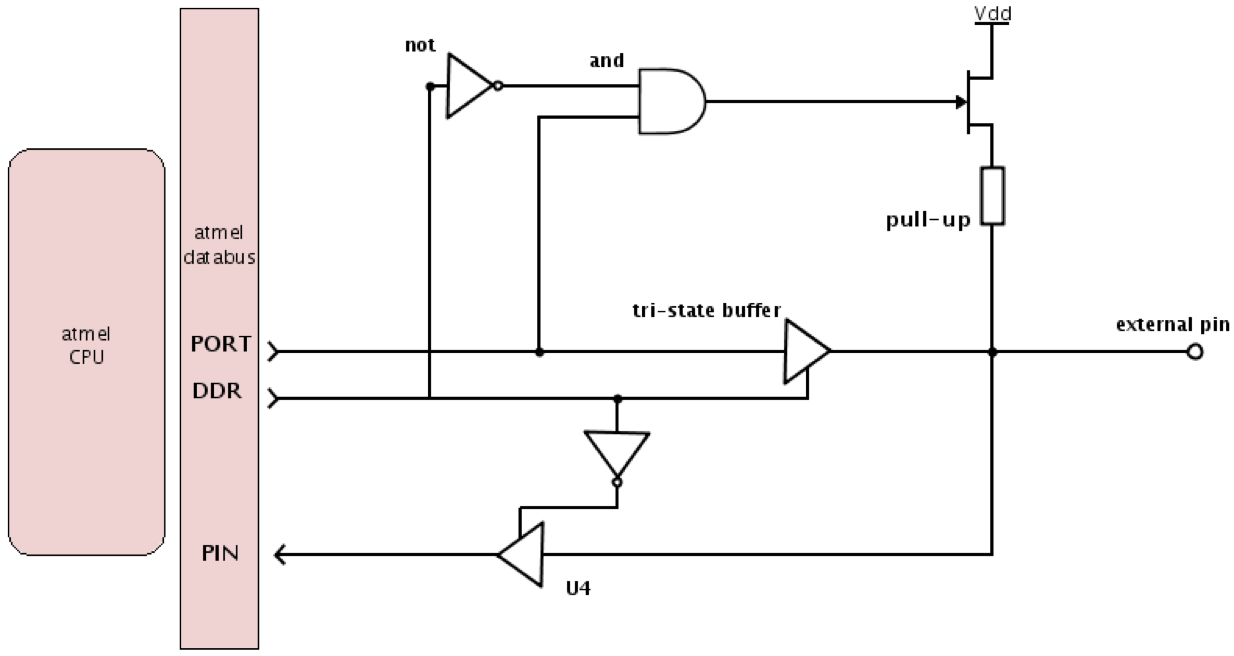 Vdd
not
and
atmel
databus
pull-up
tri-state buffer
external pin
atmel
CPU
PORT
DDR
PIN
U4